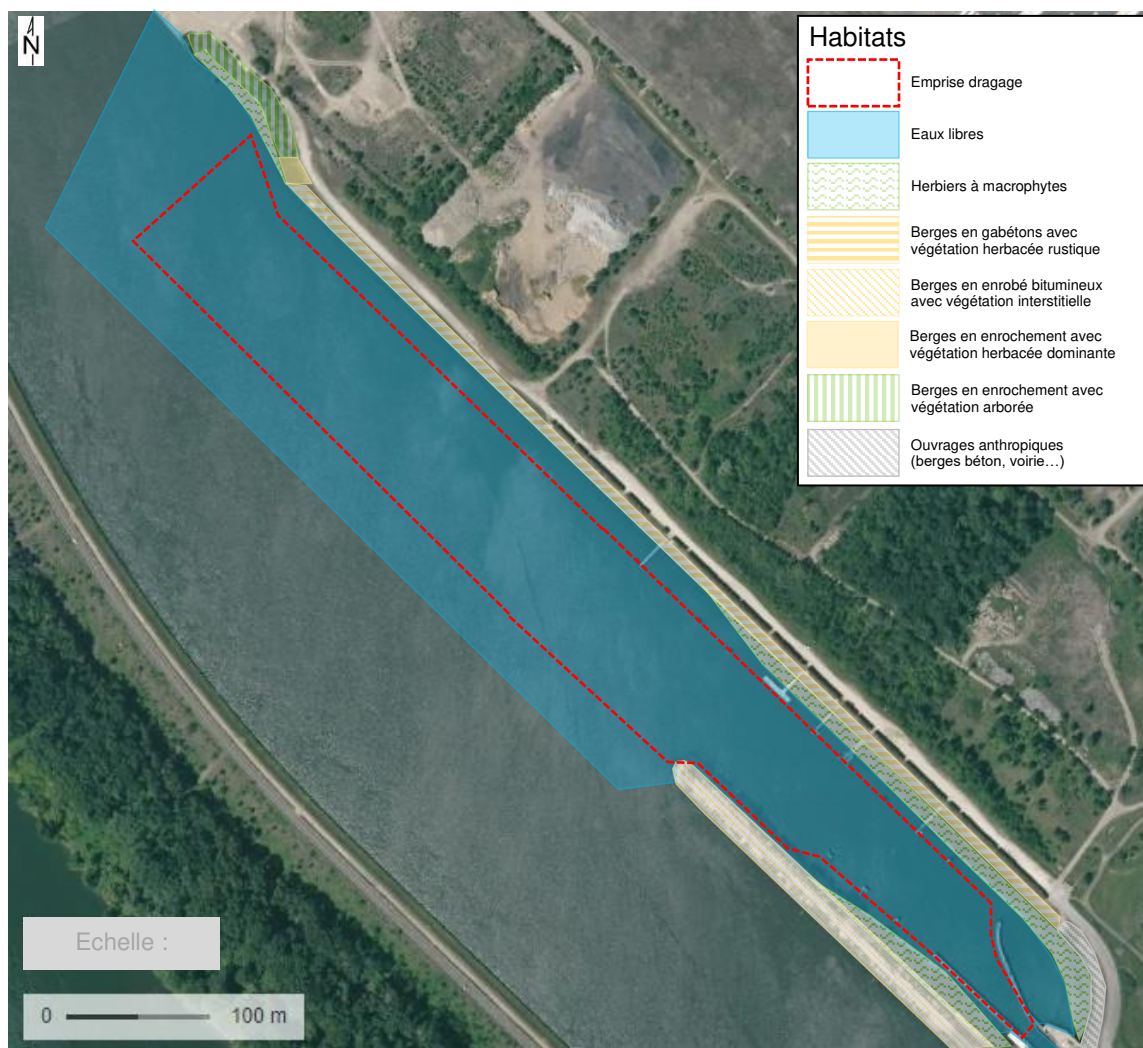 N
Habitats
Emprise dragage
Eaux libres
Herbiers à macrophytes
Berges en gabétons avec
végétation herbacée rustique
Berges en enrobé bitumineux
avec végétation interstitielle
Berges en enrochement avec
végétation herbacée dominante
Berges en enrochement avec
végétation arborée
Ouvrages anthropiques
(berges béton, voirie…)
Echelle :
0 100 m